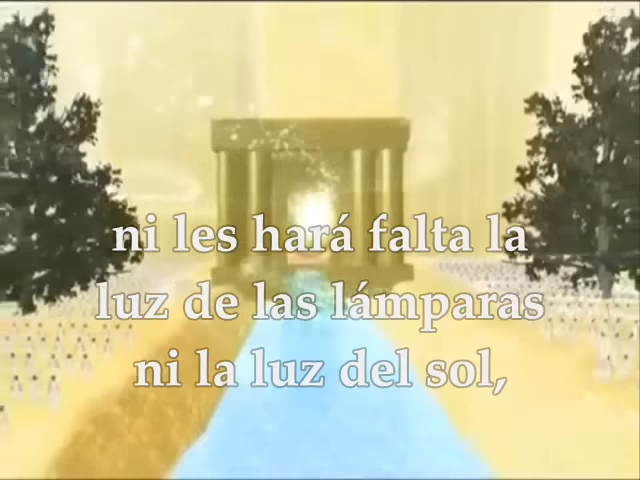 ni les hará falta la
luz de las lámparas
ni la luz del sol,